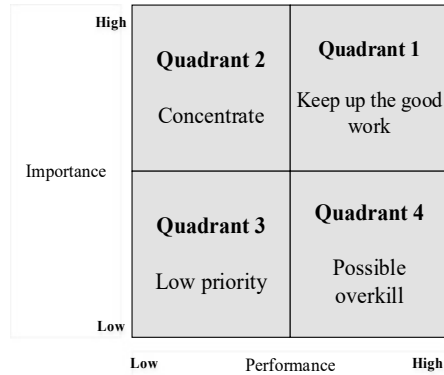 High
Quadrant 2
Concentrate
Quadrant 1
Keep up the good
work
Importance
Quadrant 3
Low priority
Quadrant 4
Possible
overkill
Low
Low
Performance
High